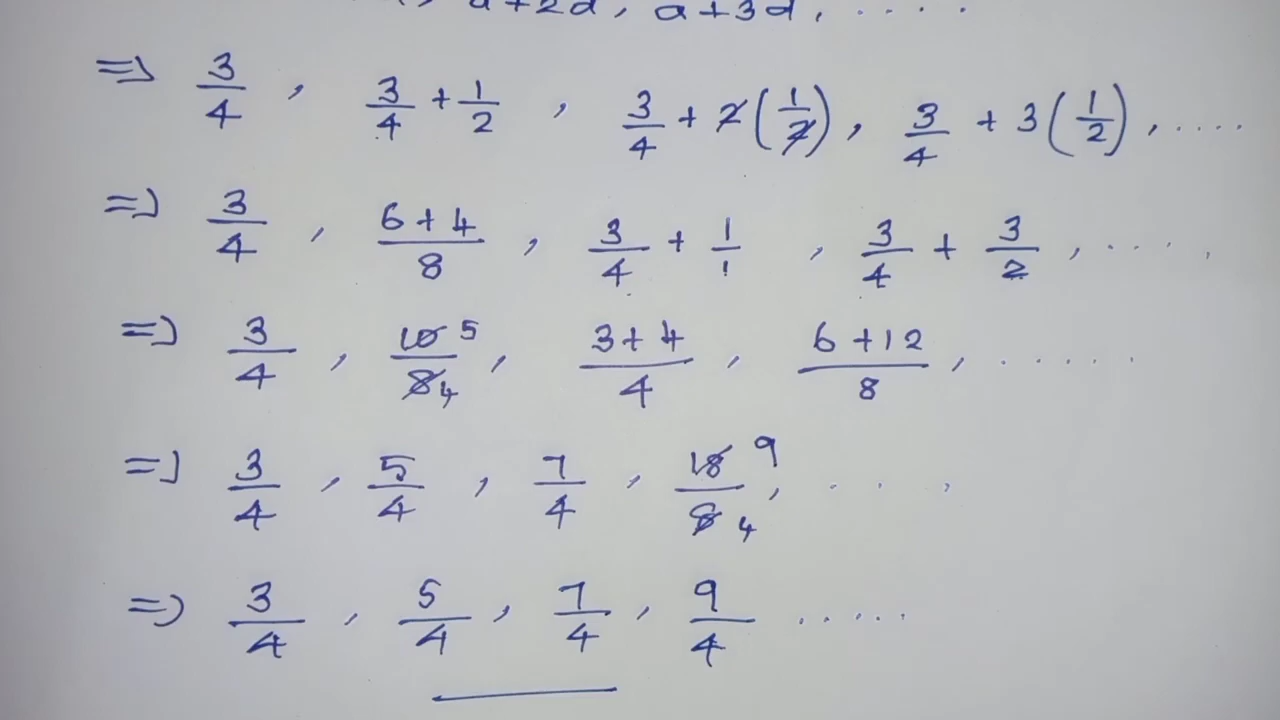 a+2d, a+3d, ....
=> 3/4, 3/4 + 1/2, 3/4 + 2(1/2), 3/4 + 3(1/2), ....
=> 3/4, 6+4/8, 3/4 + 1/1, 3/4 + 3/2, ....
=> 3/4, 10/8 5/4, 3+4/4, 6+12/8, ......
=> 3/4, 5/4, 7/4, 18/8 9/4, ...,
=> 3/4, 5/4, 7/4, 9/4 .....